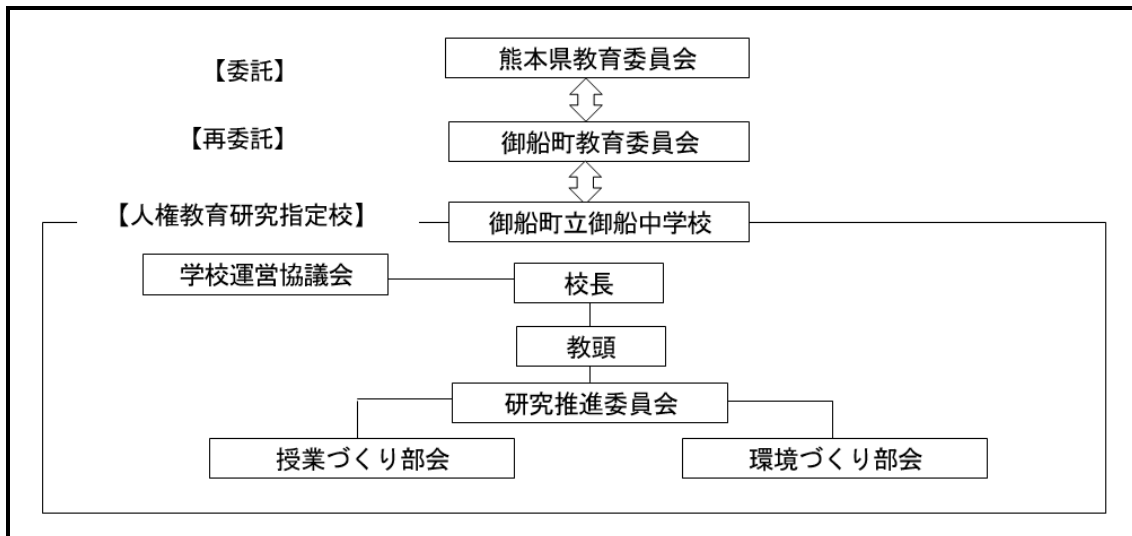 熊本県教育委員会
【委託】
【再委託】
御船町教育委員会
【人権教育研究指定校】
御船町立御船中学校
学校運営協議会
校長
教頭
研究推進委員会
授業づくり部会
環境づくり部会